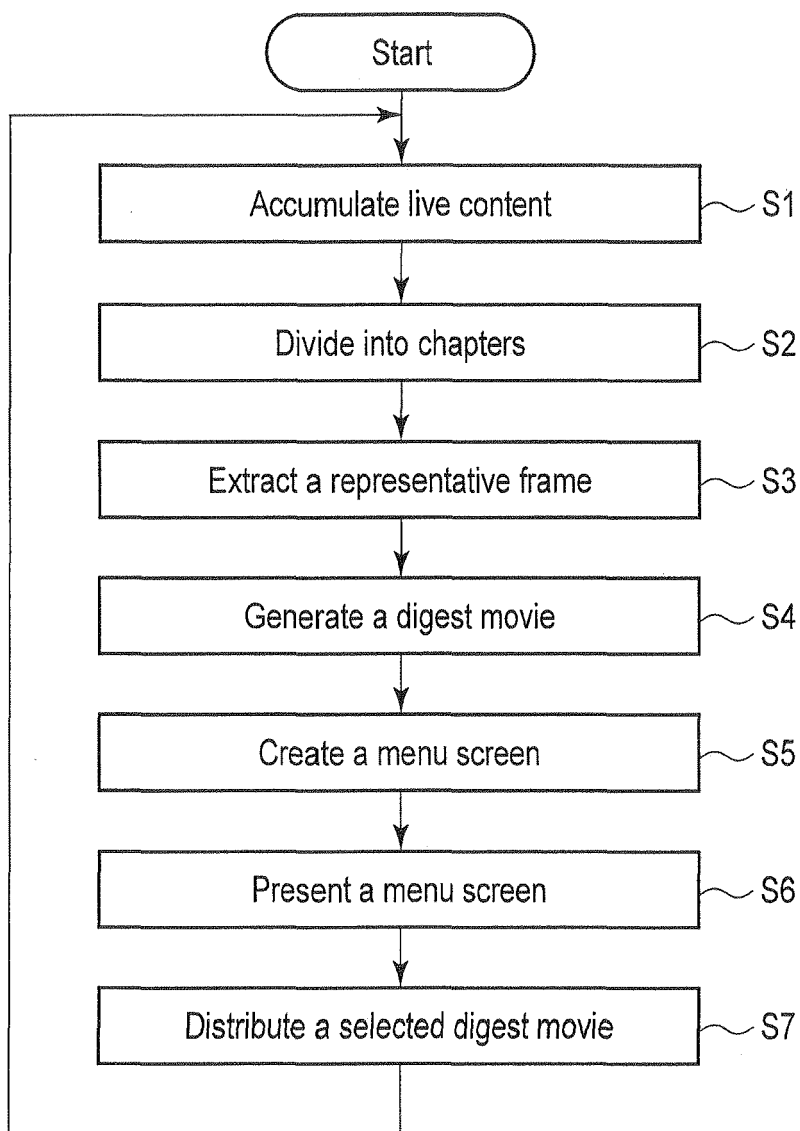 Start
Accumulate live content S1
Divide into chapters S2
Extract a representative frame S3
Generate a digest movie S4
Create a menu screen S5
Present a menu screen S6
Distribute a selected digest movie S7